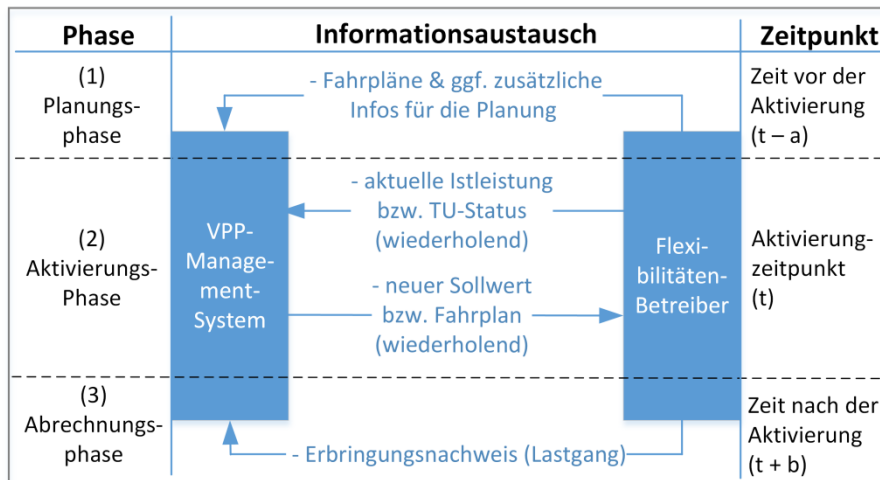 Phase
Informationsaustausch
Zeitpunkt
(1)
Planungs-
phase
- Fahrpläne & ggf. zusätzliche
Infos für die Planung
Zeit vor der
Aktivierung
(t – a)
(2)
Aktivierungs-
Phase
VPP-
Manage-
ment-
System
- aktuelle Istleistung
bzw. TU-Status
(wiederholend)
- neuer Sollwert
bzw. Fahrplan
(wiederholend)
Flexi-
bilitäten-
Betreiber
Aktivierung-
zeitpunkt
(t)
(3)
Abrechnungs-
phase
- Erbringungsnachweis (Lastgang)
Zeit nach der
Aktivierung
(t + b)